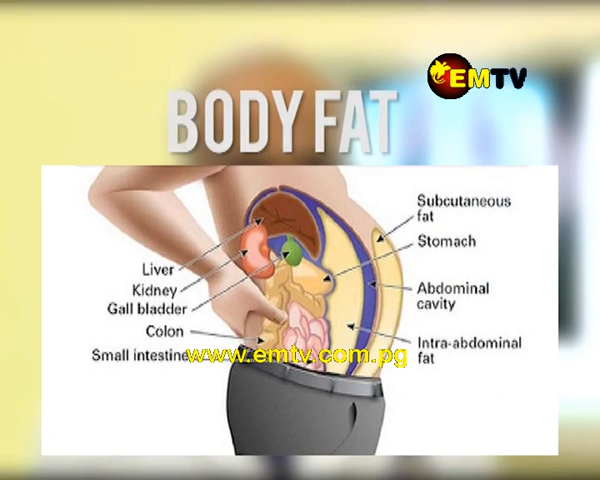 EMTV
BODY FAT
Subcutaneous
fat
Stomach
Liver
Kidney
Gall bladder
Abdominal
cavity
Colon
Small intestine
Intra-abdominal
fat
www.emtv.com.pg